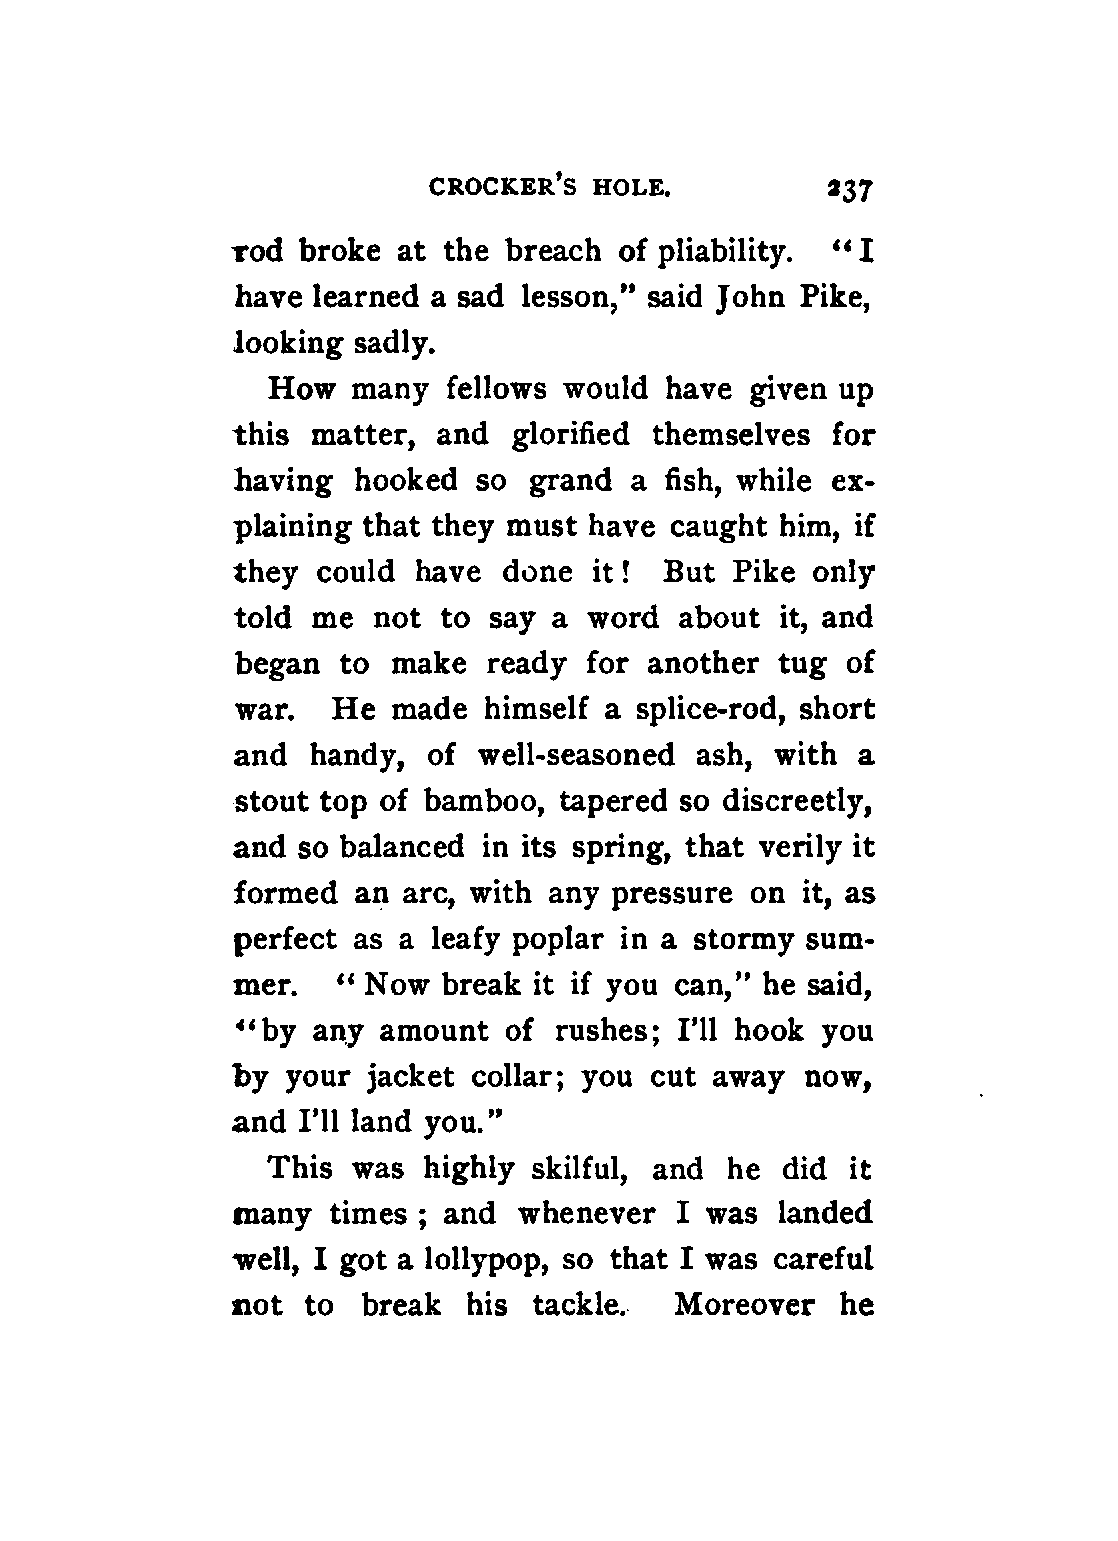 CROCKER'S HOLE. 237
rod broke at the breach of pliability. "I
have learned a sad lesson," said John Pike,
looking sadly.
How many fellows would have given up
this matter, and glorified themselves for
having hooked so grand a fish, while ex-
plaining that they must have caught him, if
they could have done it! But Pike only
told me not to say a word about it, and
began to make ready for another tug of
war. He made himself a splice-rod, short
and handy, of well-seasoned ash, with a
stout top of bamboo, tapered so discreetly,
and so balanced in its spring, that verily it
formed an arc, with any pressure on it, as
perfect as a leafy poplar in a stormy sum-
mer. "Now break it if you can," he said,
"by any amount of rushes; I'll hook you
by your jacket collar; you cut away now,
and I'll land you."
This was highly skilful, and he did it
many times; and whenever I was landed
well, I got a lollypop, so that I was careful
not to break his tackle. Moreover he